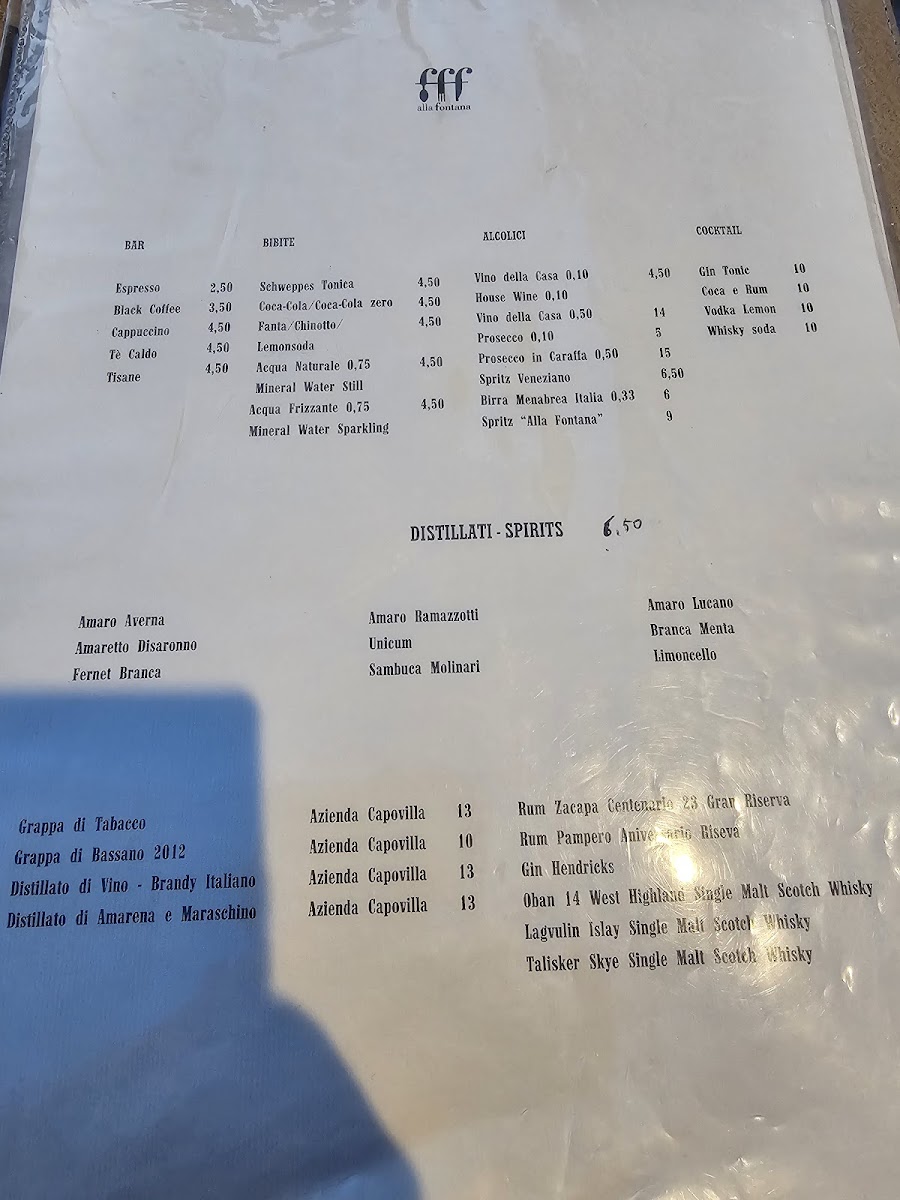 fff
alla fontana
BAR
Espresso 2,50
Black Coffee 3,50
Cappuccino 4,50
Tè Caldo 4,50
Tisane 4,50
BIBITE
Schweppes Tonica 4,50
Coca-Cola/Coca-Cola zero 4,50
Fanta/Chinotto/ 4,50
Lemonsoda
Acqua Naturale 0,75 4,50
Mineral Water Still
Acqua Frizzante 0,75 4,50
Mineral Water Sparkling
ALCOLICI
Vino della Casa 0,10 4,50
House Wine 0,10
Vino della Casa 0,50 14
Prosecco 0,10 5
Prosecco in Caraffa 0,50 15
Spritz Veneziano 6,50
Birra Menabrea Italia 0,33 6
Spritz "Alla Fontana" 9
COCKTAIL
Gin Tonic 10
Coca e Rum 10
Vodka Lemon 10
Whisky soda 10
DISTILLATI - SPIRITS 6.50
Amaro Averna
Amaretto Disaronno
Fernet Branca
Amaro Ramazzotti
Unicum
Sambuca Molinari
Amaro Lucano
Branca Menta
Limoncello
Grappa di Tabacco Azienda Capovilla 13
Grappa di Bassano 2012 Azienda Capovilla 10
Distillato di Vino - Brandy Italiano Azienda Capovilla 13
Distillato di Amarena e Maraschino Azienda Capovilla 13
Rum Zacapa Centenario 23 Gran Riserva
Rum Pampero Aniversario Riseva
Gin Hendricks
Oban 14 West Highland Single Malt Scotch Whisky
Lagvulin Islay Single Malt Scotch Whisky
Talisker Skye Single Malt Scotch Whisky